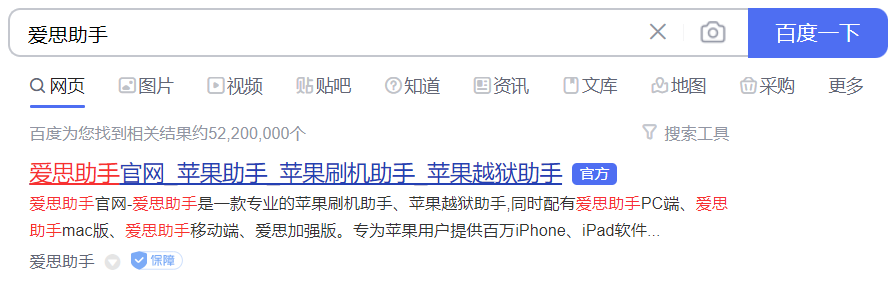 爱思助手
百度一下
网页 图片 视频 贴吧 知道 资讯 文库 地图 采购 更多
百度为您找到相关结果约52,200,000个 搜索工具
爱思助手官网_苹果助手_苹果刷机助手_苹果越狱助手 官方
爱思助手官网-爱思助手是一款专业的苹果刷机助手、苹果越狱助手,同时配有爱思助手PC端、爱思
助手mac版、爱思助手移动端、爱思加强版。专为苹果用户提供百万iPhone、iPad软件...
爱思助手 保障